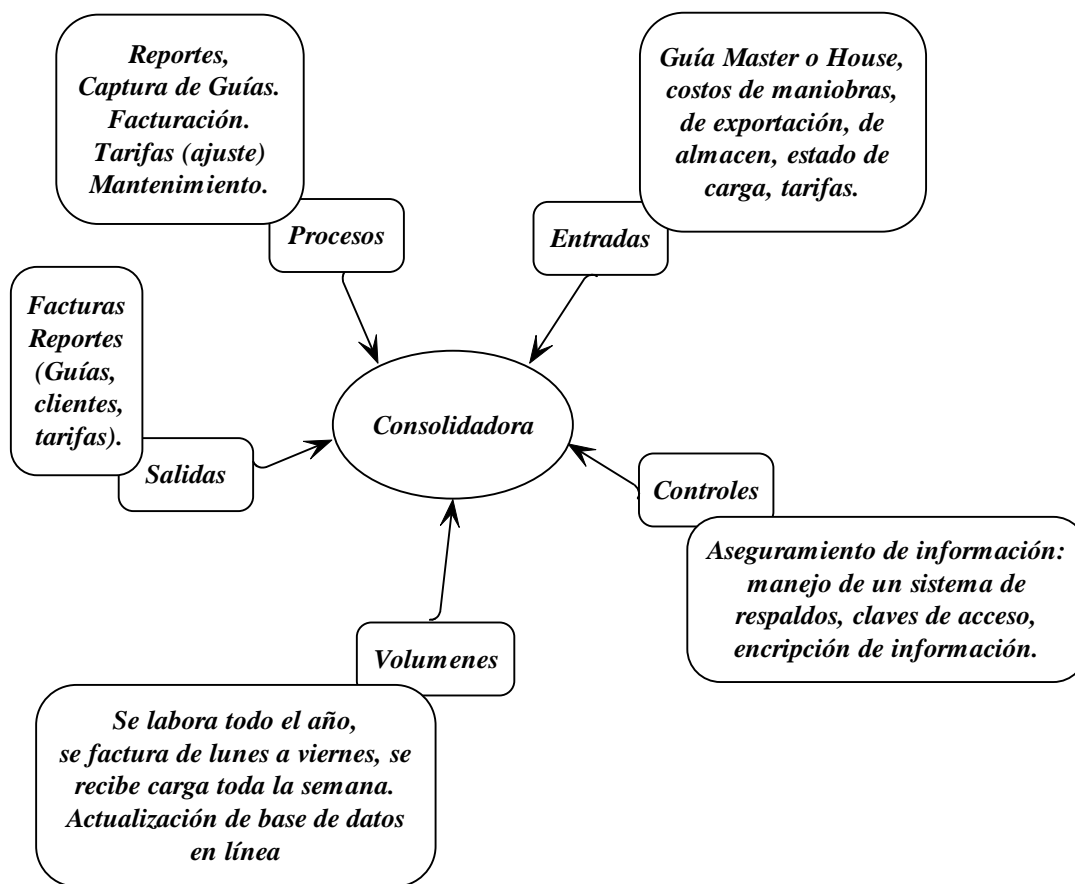 Reportes,
Captura de Guías.
Facturación.
Tarifas (ajuste)
Mantenimiento.
Procesos
Guía Master o House,
costos de maniobras,
de exportación, de
almacen, estado de
carga, tarifas.
Entradas
Facturas
Reportes
(Guías,
clientes,
tarifas).
Salidas
Consolidadora
Controles
Aseguramiento de información:
manejo de un sistema de
respaldos, claves de acceso,
encripción de información.
Volumenes
Se labora todo el año,
se factura de lunes a viernes, se
recibe carga toda la semana.
Actualización de base de datos
en línea